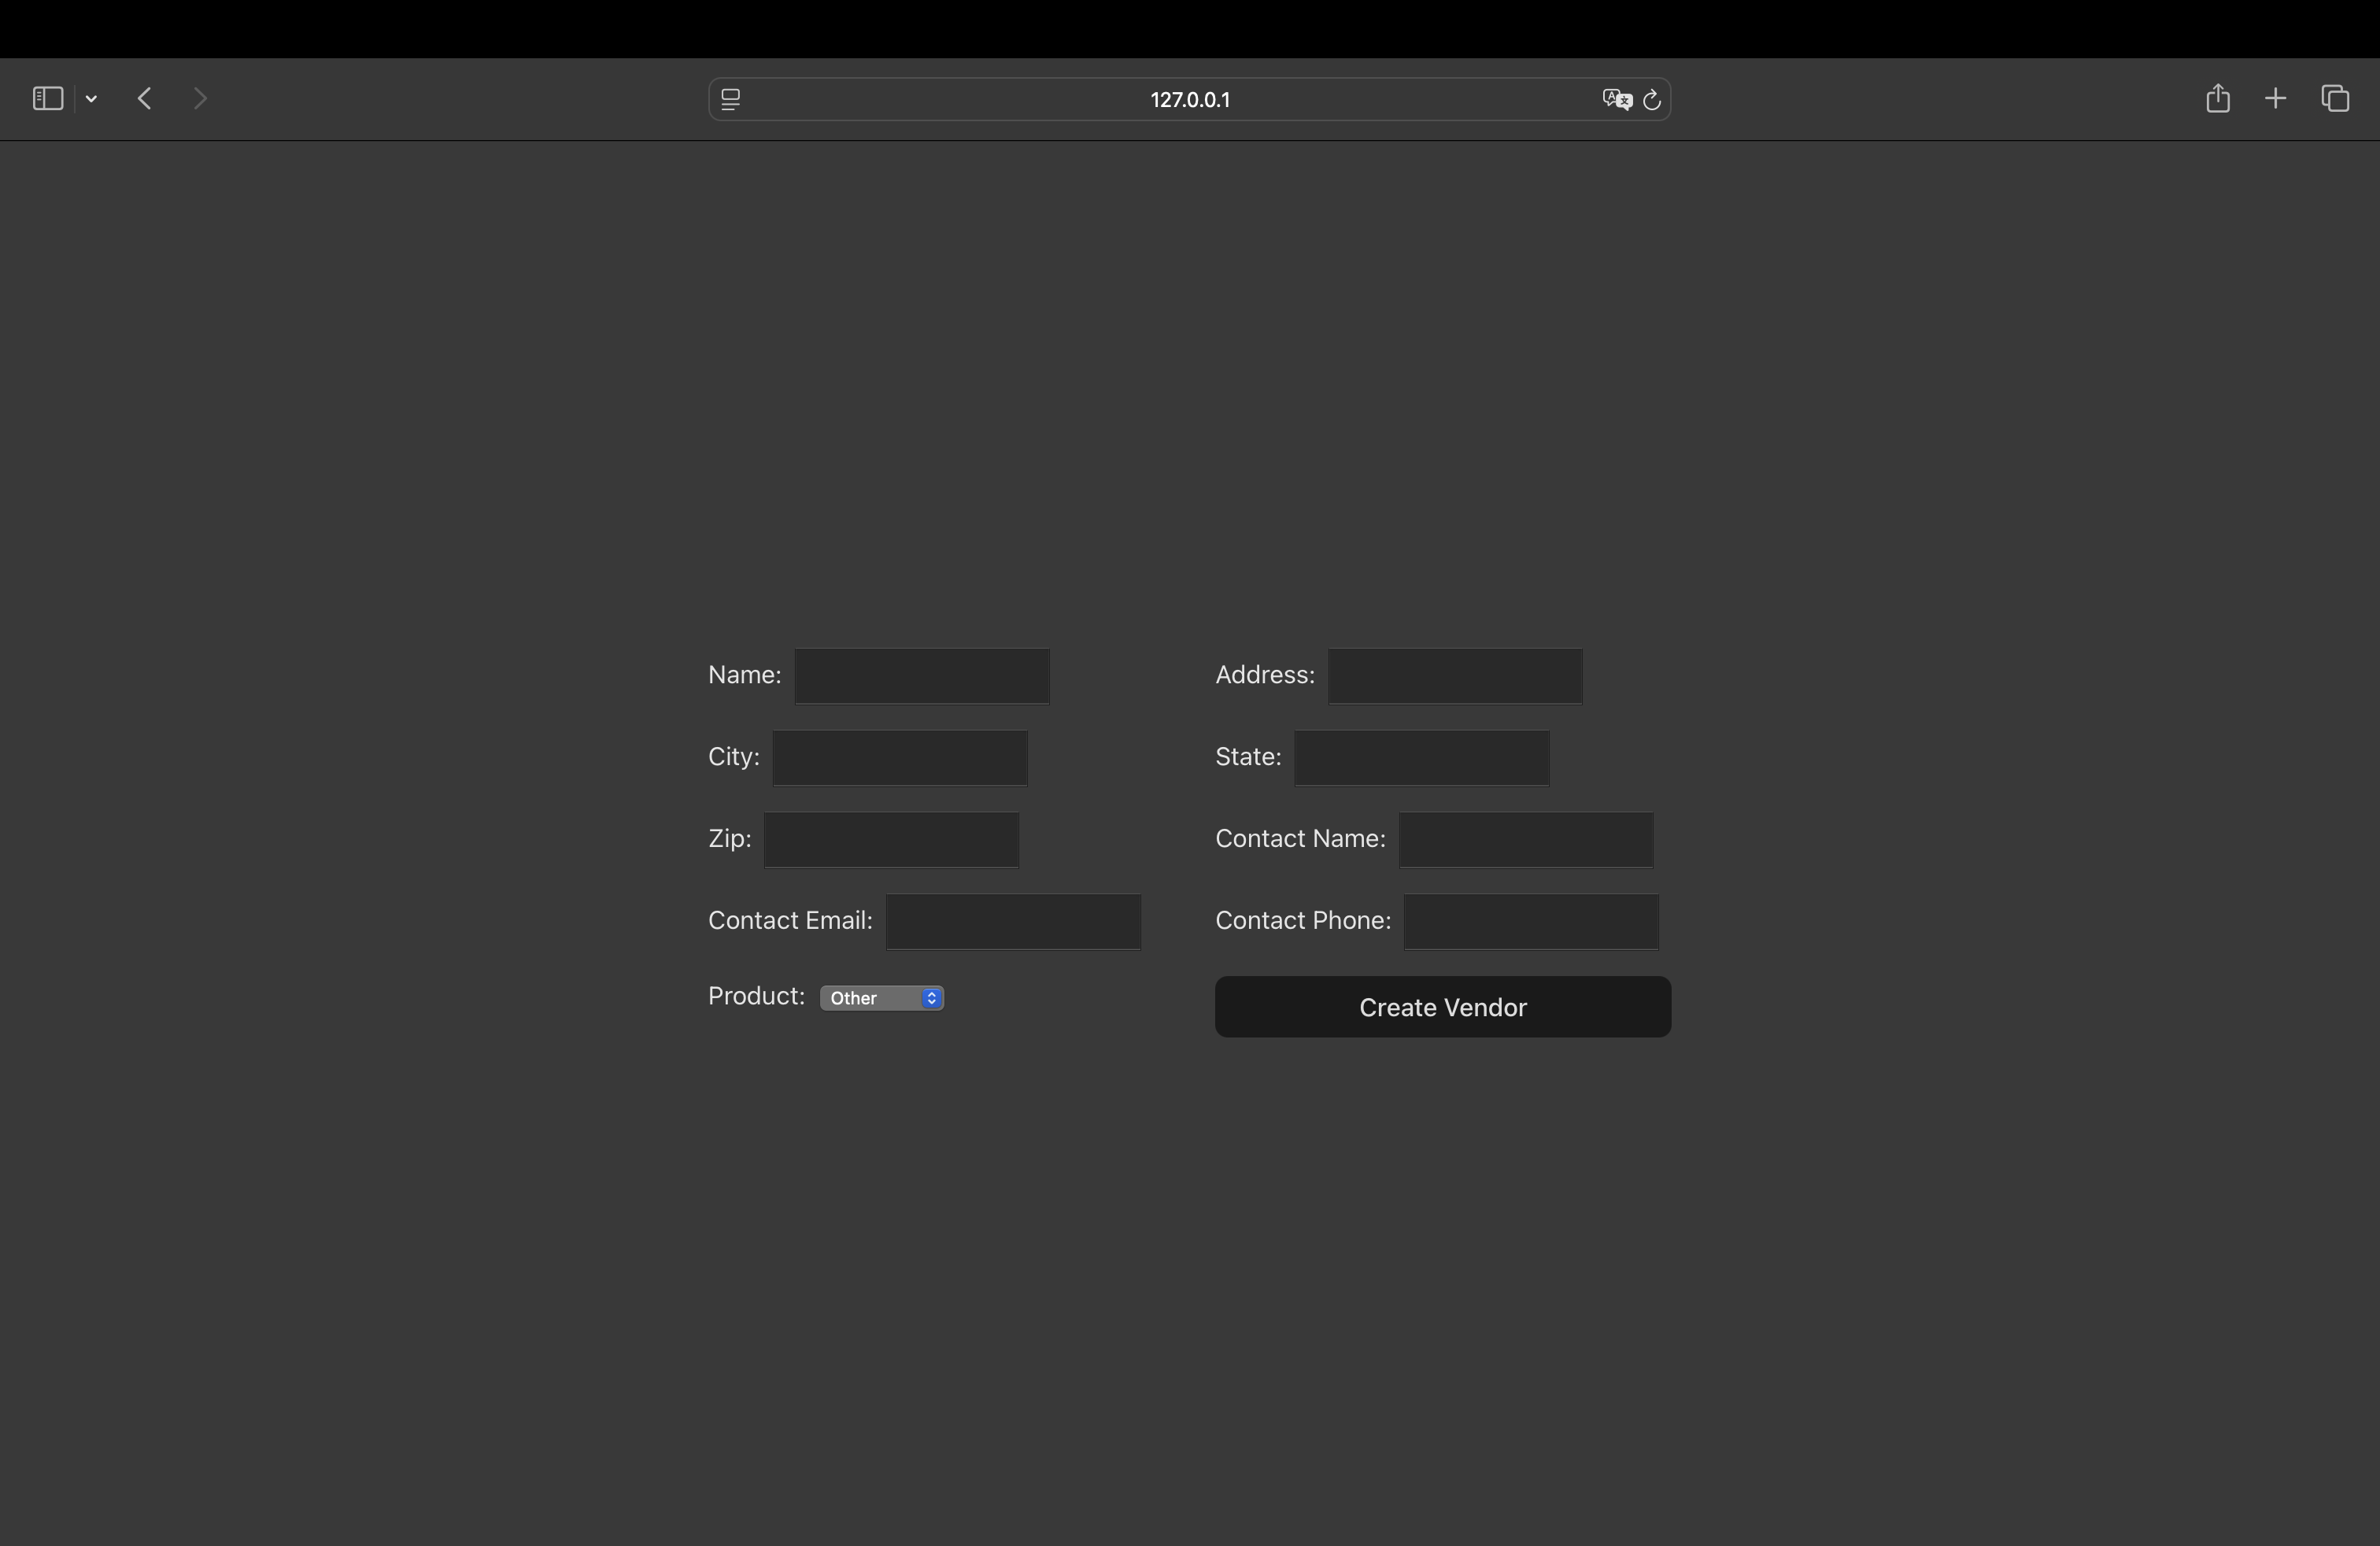 127.0.0.1
Name:
Address:
City:
State:
Zip:
Contact Name:
Contact Email:
Contact Phone:
Product: Other
Create Vendor